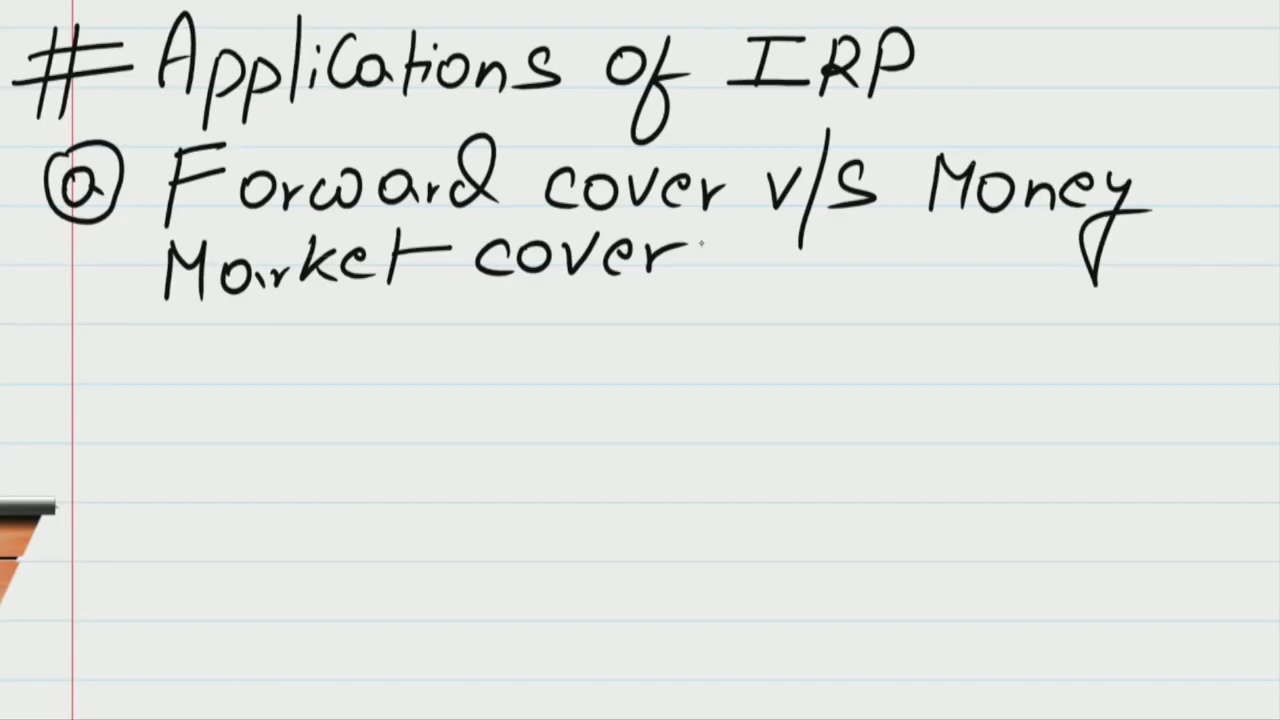 # Applications of IRP
ⓐ Forward cover v/s Money
Market cover